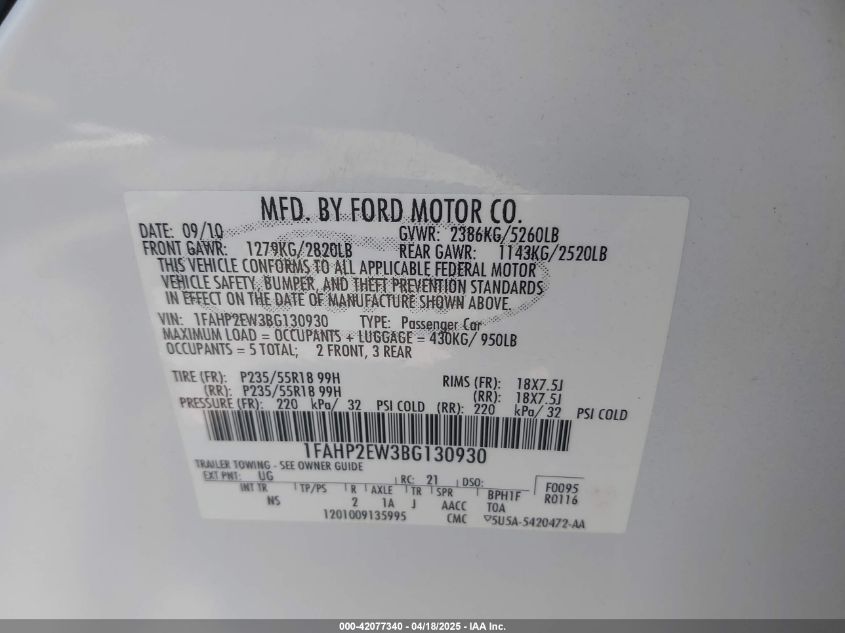 MFD. BY FORD MOTOR CO.
DATE: 09/10 GVWR: 2386KG/5260LB
FRONT GAWR: 1279KG/2820LB REAR GAWR: 1143KG/2520LB
THIS VEHICLE CONFORMS TO ALL APPLICABLE FEDERAL MOTOR
VEHICLE SAFETY, BUMPER, AND THEFT PREVENTION STANDARDS
IN EFFECT ON THE DATE OF MANUFACTURE SHOWN ABOVE.
VIN: 1FAHP2EW3BG130930 TYPE: Passenger Car
MAXIMUM LOAD = OCCUPANTS + LUGGAGE = 430KG/ 950LB
OCCUPANTS = 5 TOTAL; 2 FRONT, 3 REAR
TIRE (FR): P235/55R18 99H RIMS (FR): 18X7.5J
(RR): P235/55R18 99H (RR): 18X7.5J
PRESSURE (FR): 220 kPa/ 32 PSI COLD (RR): 220 kPa/ 32 PSI COLD
1FAHP2EW3BG130930
TRAILER TOWING - SEE OWNER GUIDE
EXT PNT: UG RC: 21 DSO: F0095
INT TR TP/PS R AXLE TR SPR BPH1F R0116
NS 2 1A J AACC TOA
1201009135995 CMC ▽5U5A-5420472-AA
000-42077340 - 04/18/2025 - IAA Inc.